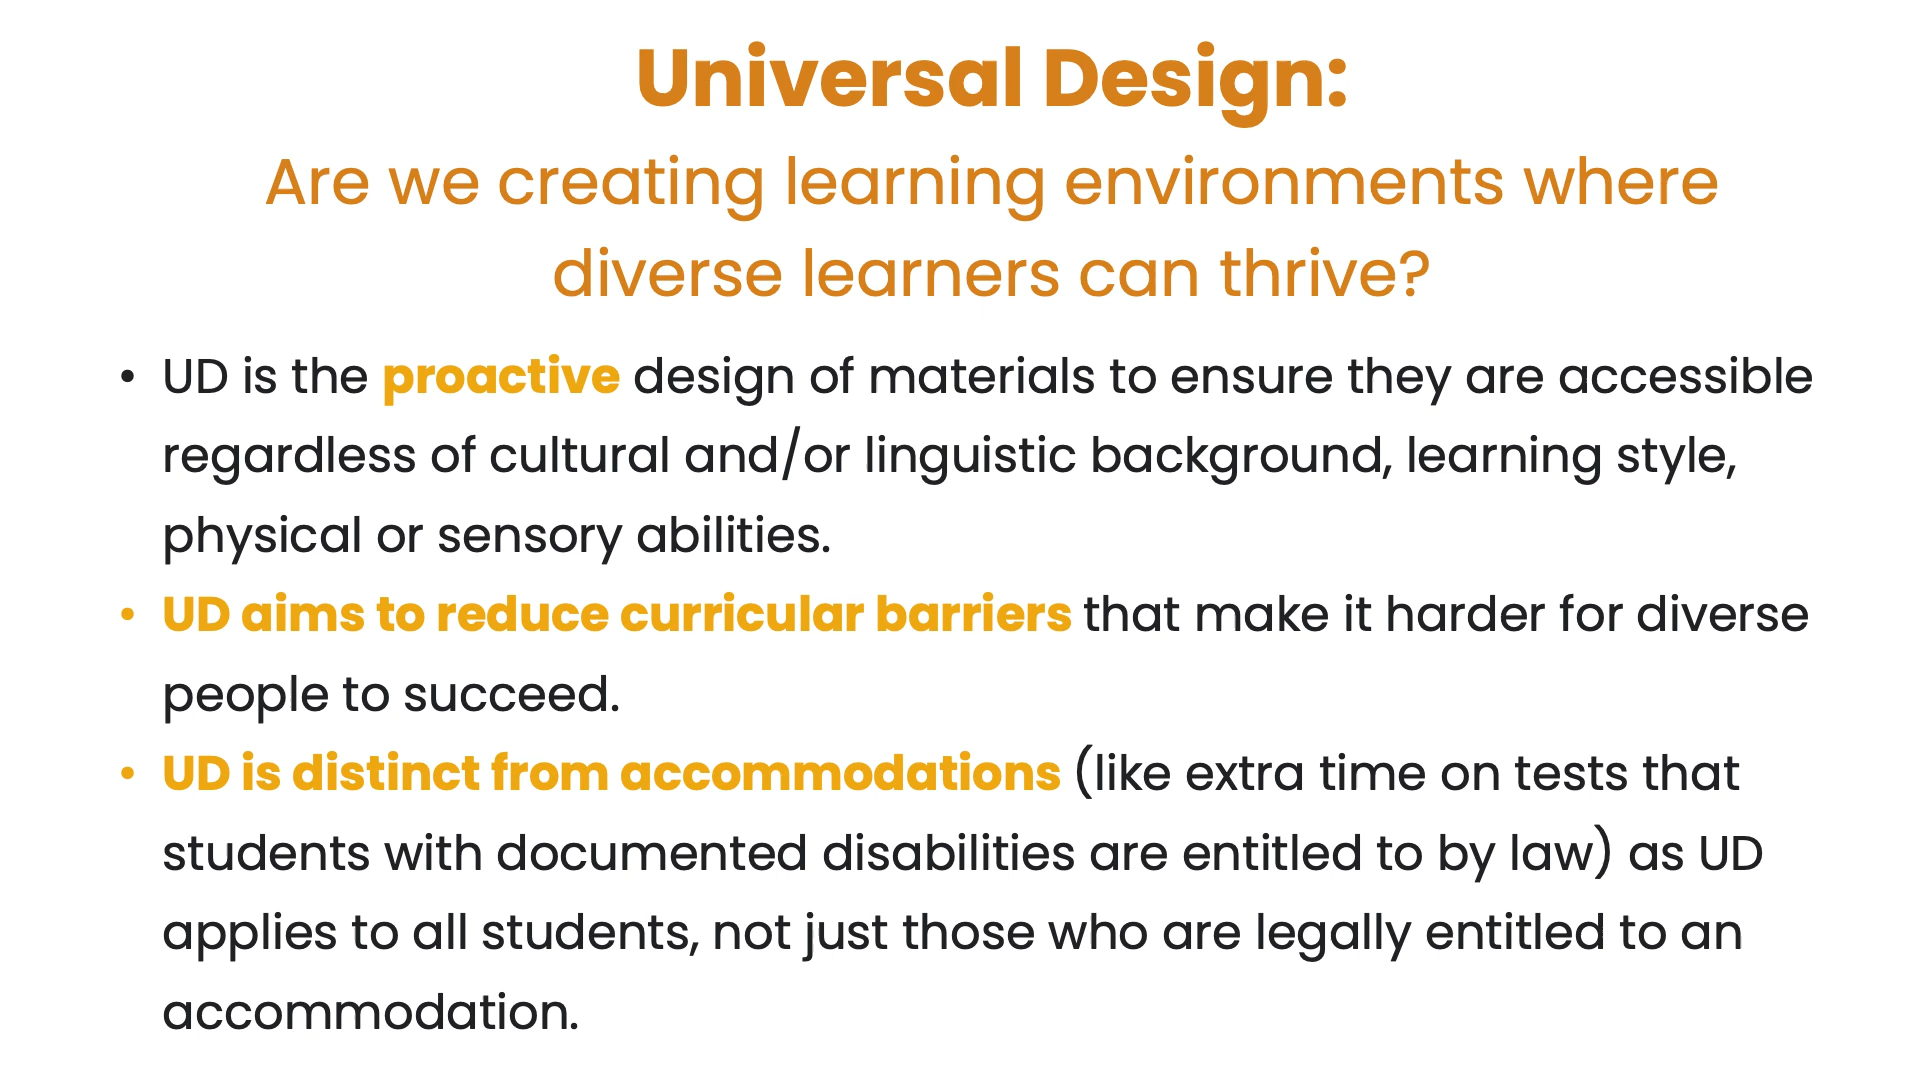 Universal Design:
Are we creating learning environments where
diverse learners can thrive?
• UD is the proactive design of materials to ensure they are accessible
regardless of cultural and/or linguistic background, learning style,
physical or sensory abilities.
• UD aims to reduce curricular barriers that make it harder for diverse
people to succeed.
• UD is distinct from accommodations (like extra time on tests that
students with documented disabilities are entitled to by law) as UD
applies to all students, not just those who are legally entitled to an
accommodation.